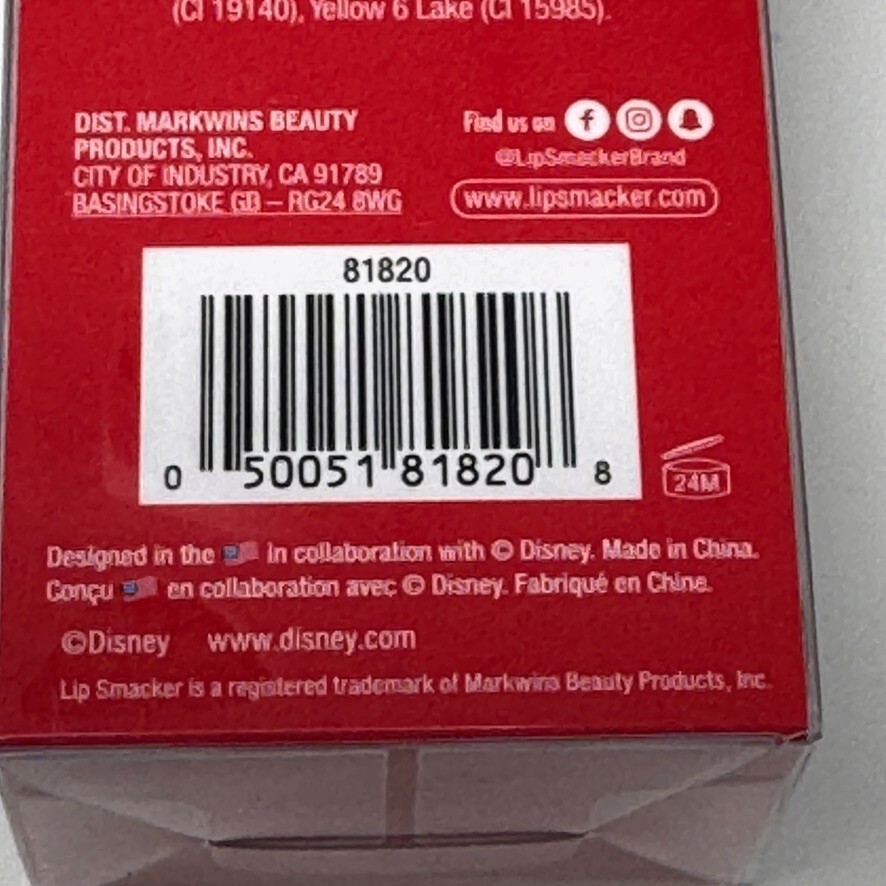 (CI 19140), Yellow 6 Lake (CI 15985).
DIST. MARKWINS BEAUTY
PRODUCTS, INC.
CITY OF INDUSTRY, CA 91789
BASINGSTOKE GB – RG24 8WG
Find us on
@LipSmackerBrand
www.lipsmacker.com
81820
0 50051 81820 8
24M
Designed in the in collaboration with © Disney. Made in China.
Conçu en collaboration avec © Disney. Fabriqué en Chine.
©Disney www.disney.com
Lip Smacker is a registered trademark of Markwins Beauty Products, Inc.